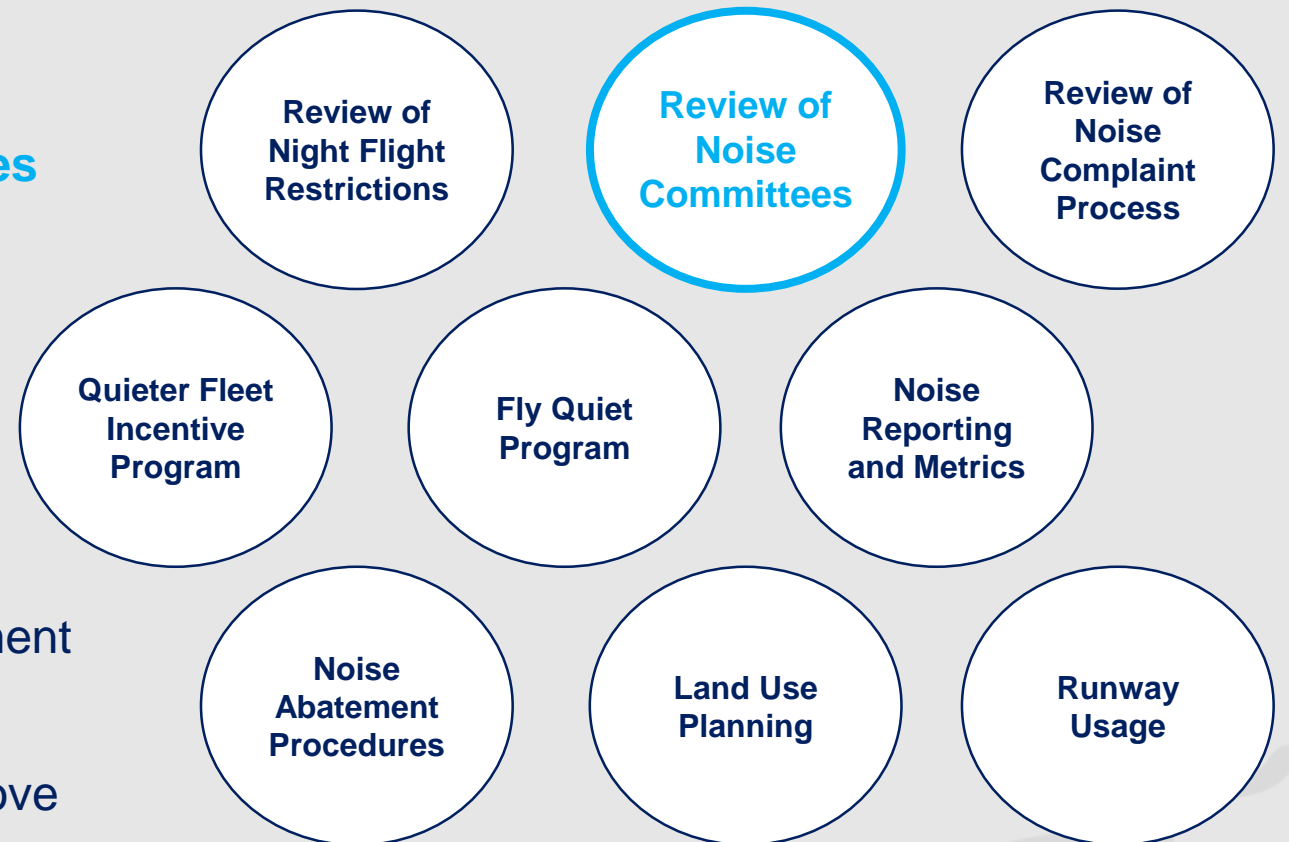 es
Review of
Night Flight
Restrictions
Review of
Noise
Committees
Review of
Noise
Complaint
Process
Quieter Fleet
Incentive
Program
Fly Quiet
Program
Noise
Reporting
and Metrics
Noise
Abatement
Procedures
Land Use
Planning
Runway
Usage
nent
ove